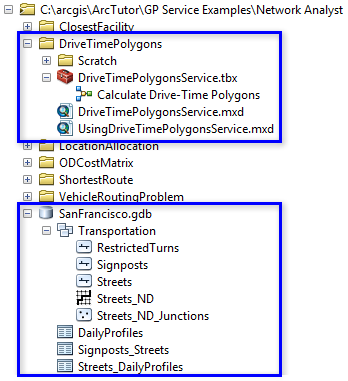 C:\arcgis\ArcTutor\GP Service Examples\Network Analyst
ClosestFacility
DriveTimePolygons
Scratch
DriveTimePolygonsService.tbx
Calculate Drive-Time Polygons
DriveTimePolygonsService.mxd
UsingDriveTimePolygonsService.mxd
LocationAllocation
ODCostMatrix
ShortestRoute
VehicleRoutingProblem
SanFrancisco.gdb
Transportation
RestrictedTurns
Signposts
Streets
Streets_ND
Streets_ND_Junctions
DailyProfiles
Signposts_Streets
Streets_DailyProfiles